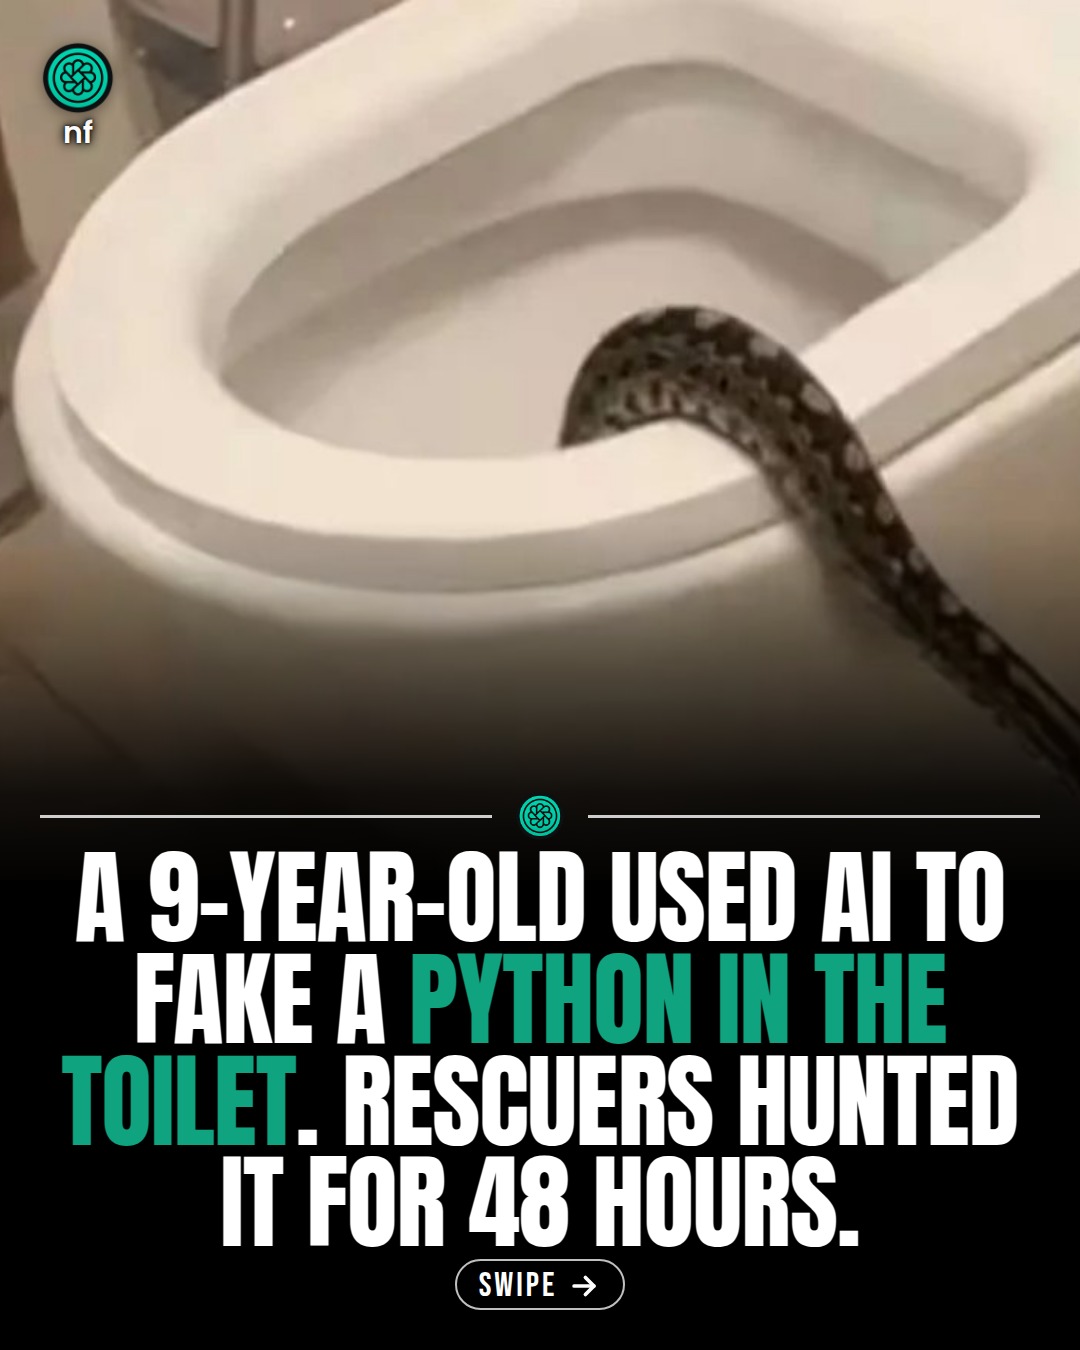 nf
A 9-YEAR-OLD USED AI TO
FAKE A PYTHON IN THE
TOILET. RESCUERS HUNTED
IT FOR 48 HOURS.
SWIPE →